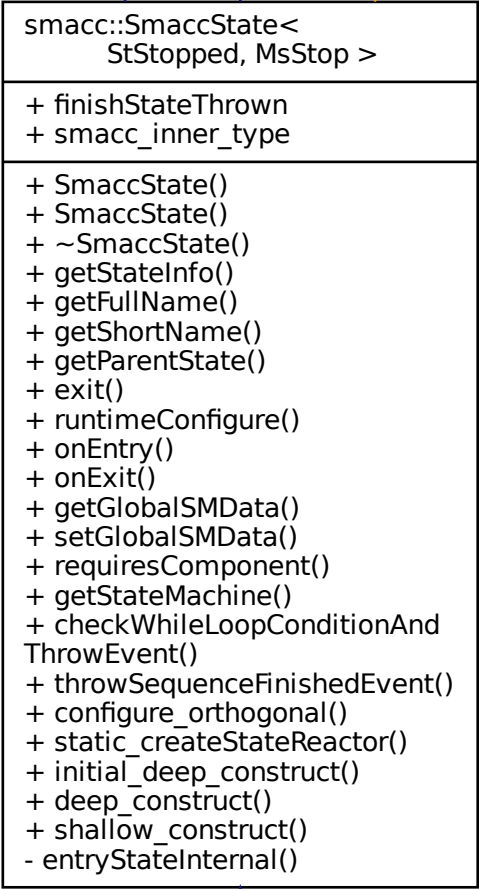 smacc::SmaccState<
StStopped, MsStop >
+ finishStateThrown
+ smacc_inner_type
+ SmaccState()
+ SmaccState()
+ ~SmaccState()
+ getStateInfo()
+ getFullName()
+ getShortName()
+ getParentState()
+ exit()
+ runtimeConfigure()
+ onEntry()
+ onExit()
+ getGlobalSMData()
+ setGlobalSMData()
+ requiresComponent()
+ getStateMachine()
+ checkWhileLoopConditionAnd
ThrowEvent()
+ throwSequenceFinishedEvent()
+ configure_orthogonal()
+ static_createStateReactor()
+ initial_deep_construct()
+ deep_construct()
+ shallow_construct()
- entryStateInternal()